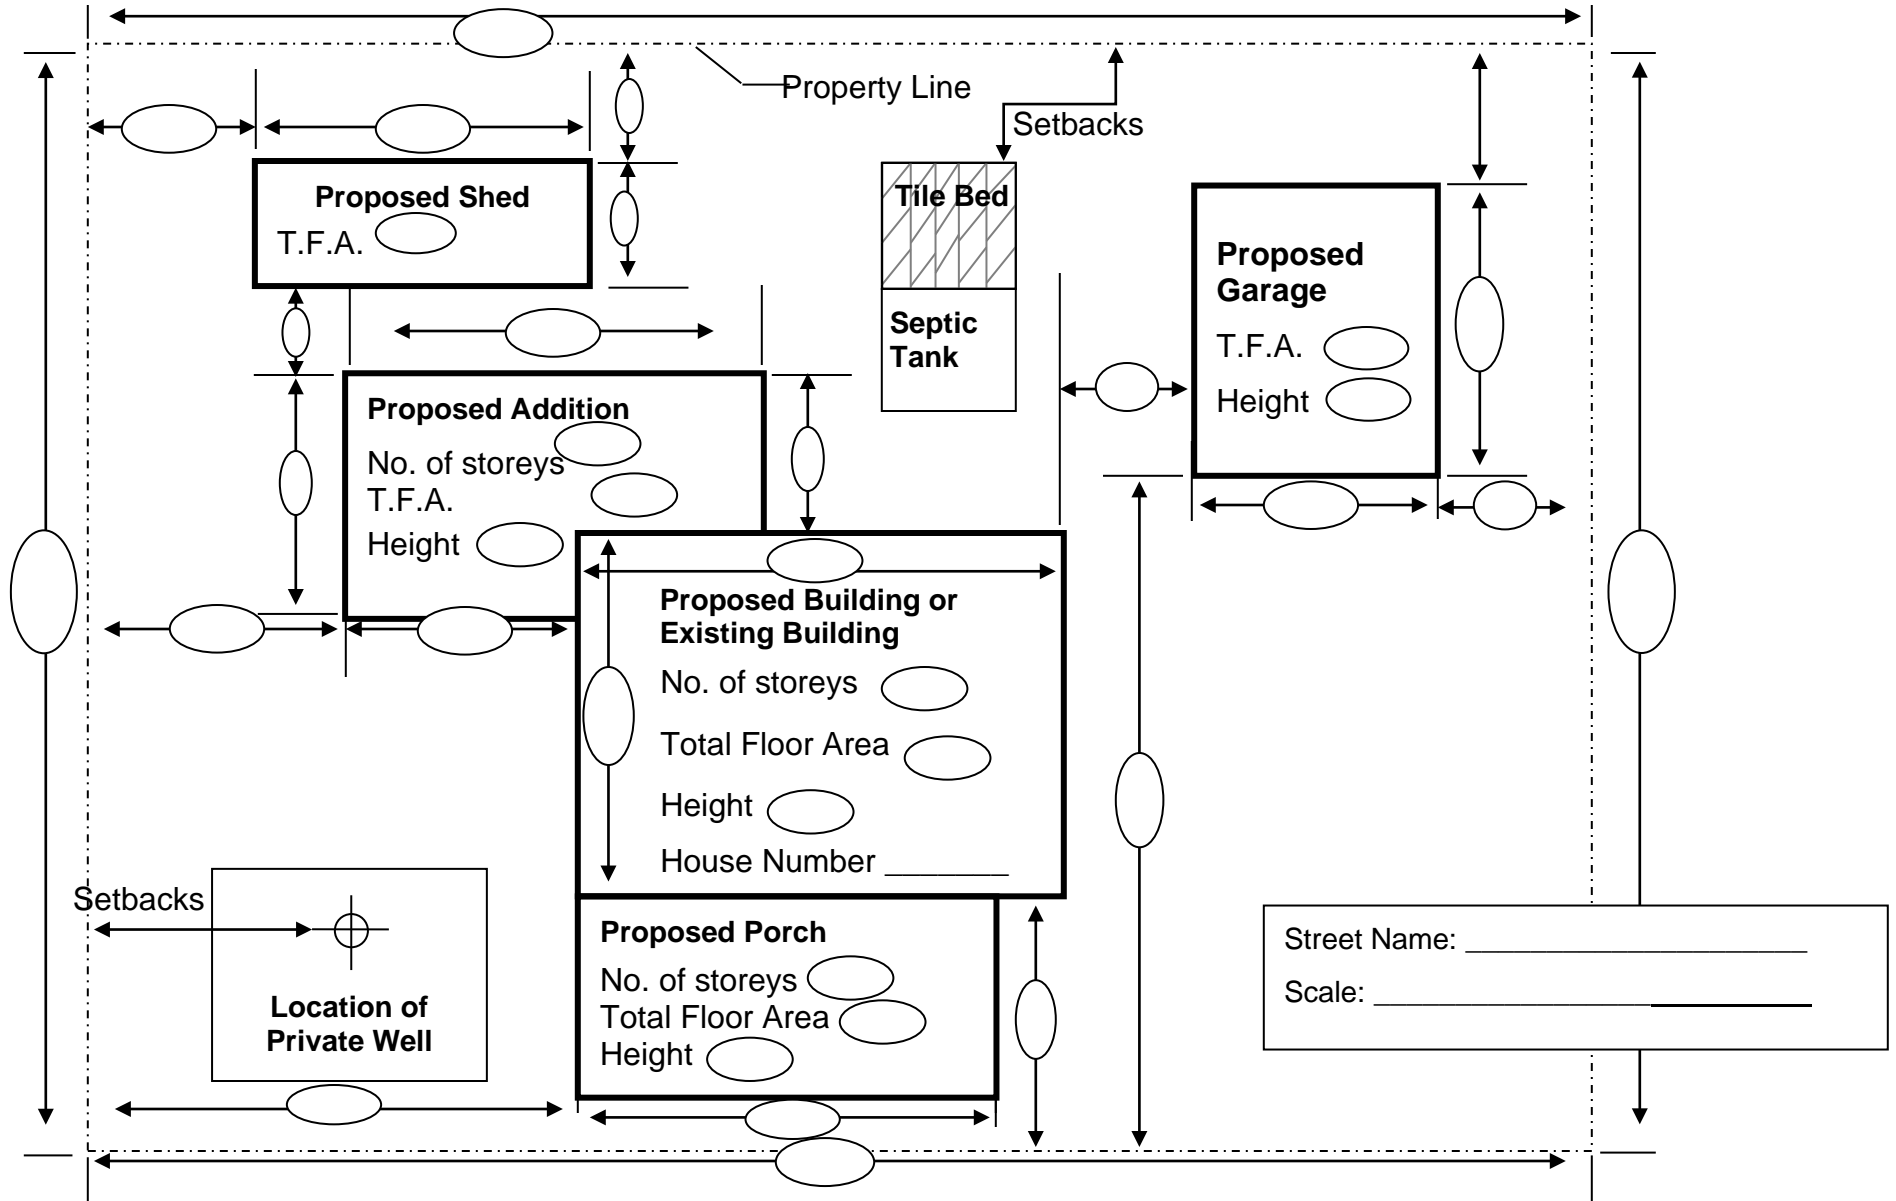 Property Line
Setbacks
Proposed Shed
T.F.A.
Tile Bed
Septic
Tank
Proposed
Garage
T.F.A.
Height
Proposed Addition
No. of storeys
T.F.A.
Height
Proposed Building or
Existing Building
No. of storeys
Total Floor Area
Height
House Number _______
Setbacks
Location of
Private Well
Proposed Porch
No. of storeys
Total Floor Area
Height
Street Name: ____________________
Scale: __________________________